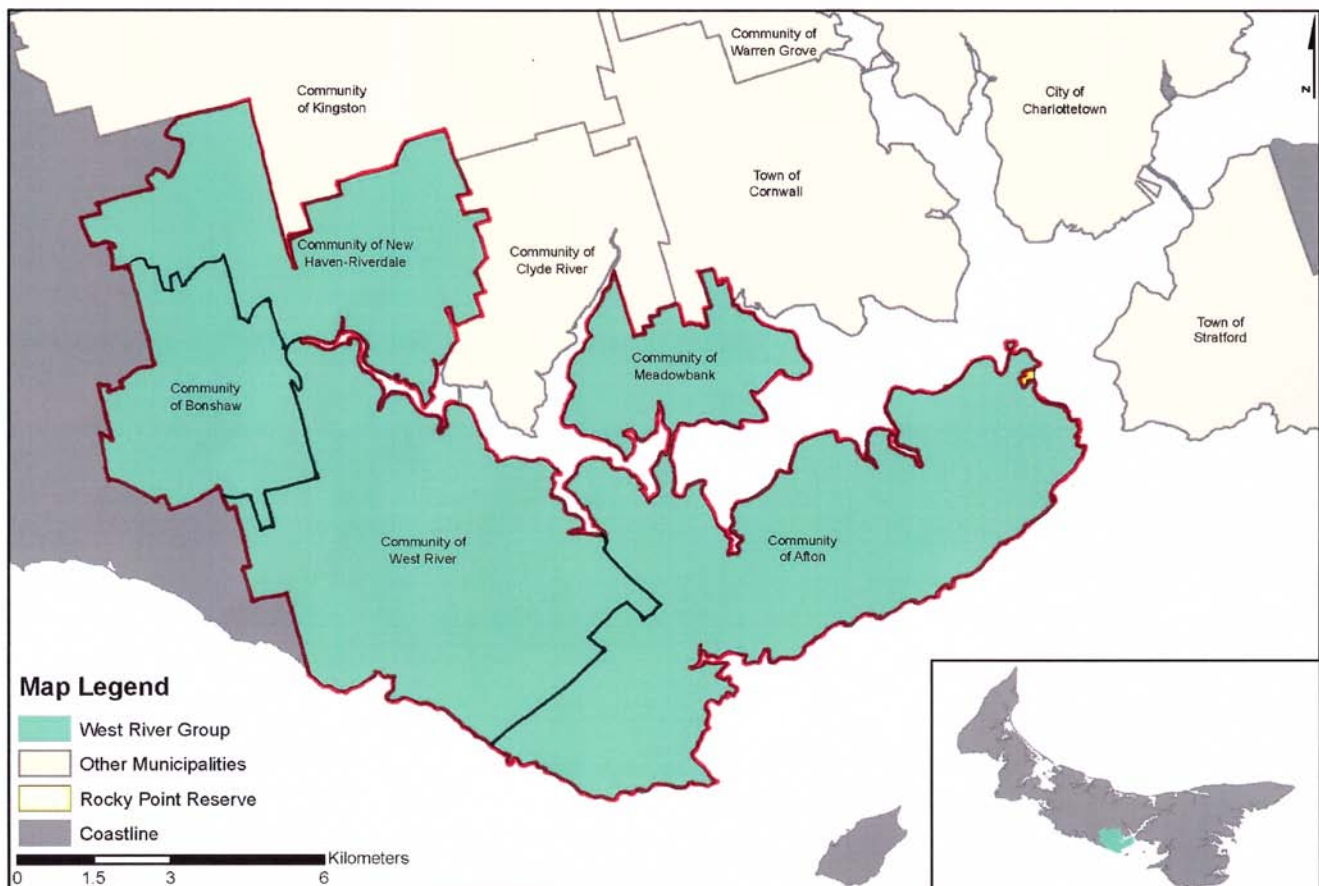 Community of
Warren Grove
Community
of Kingston
City of
Charlottetown
N
Town of
Cornwall
Community of New
Haven-Riverdale
Community of
Clyde River
Town of
Stratford
Community of
Meadowbank
Community
of Bonshaw
Community of
West River
Community
of Afton
Map Legend
West River Group
Other Municipalities
Rocky Point Reserve
Coastline
Kilometers
0 1.5 3 6